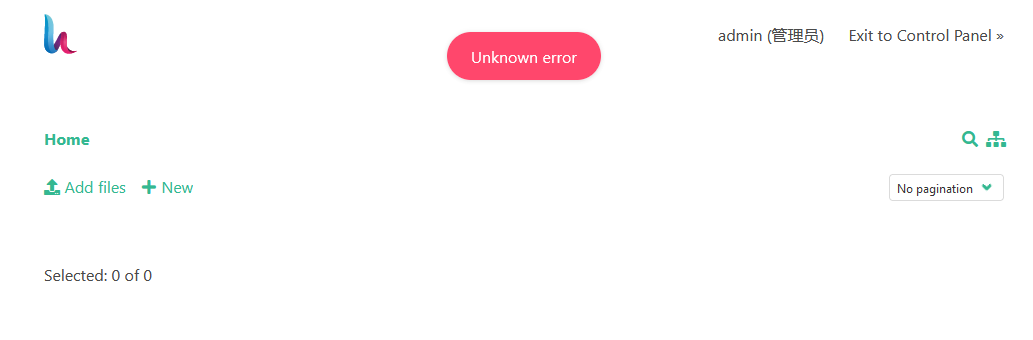 Unknown error
admin (管理员) Exit to Control Panel »
Home
Add files New No pagination
Selected: 0 of 0